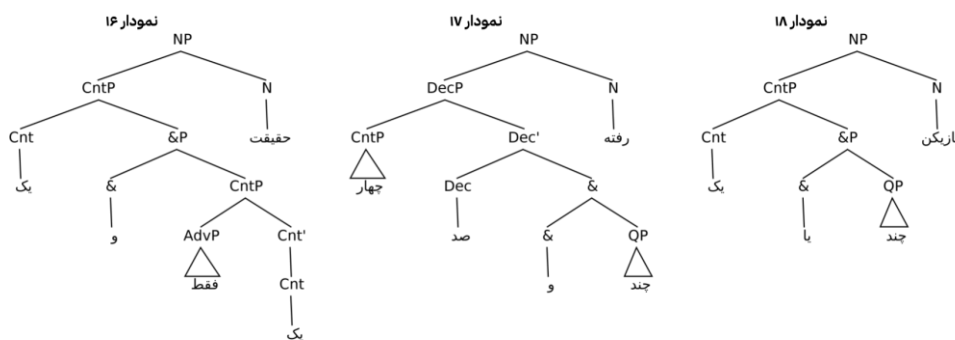 نمودار ۱۶
نمودار ۱۷
نمودار ۱۸
NP
NP
NP
CntP
N
DecP
N
CntP
N
Cnt
&P
حقیقت
CntP
Dec'
رفته
Cnt
&P
بازیکن
یک
&
CntP
چهار
Dec
&
یک
&
QP
و
AdvP
Cnt'
صد
&
QP
یا
چند
فقط
Cnt
و
چند
یک